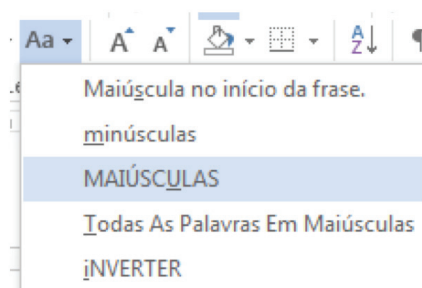 Aa A A A Z ¶
Maiúscula no início da frase.
minúsculas
MAIÚSCULAS
Todas As Palavras Em Maiúsculas
iNVERTER